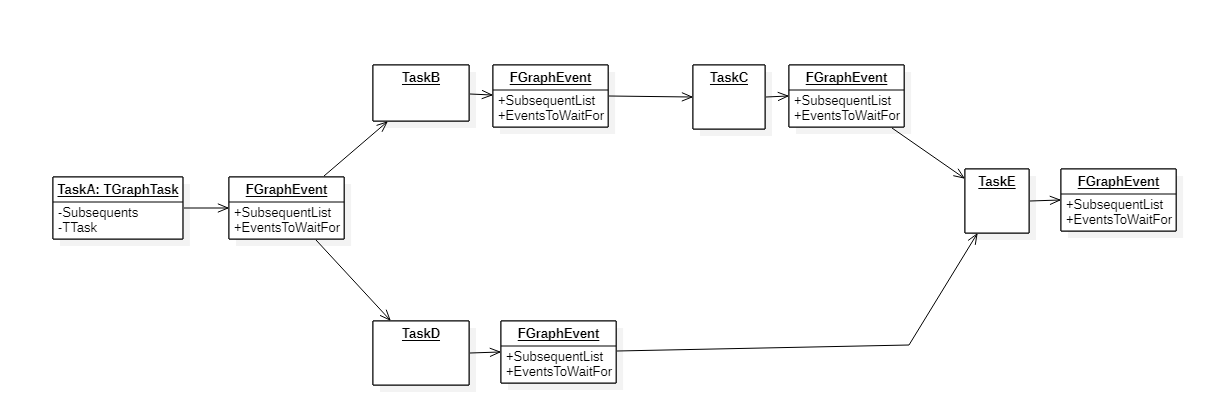 TaskB
FGraphEvent
+SubsequentList
+EventsToWaitFor
TaskC
FGraphEvent
+SubsequentList
+EventsToWaitFor
TaskA: TGraphTask
-Subsequents
-TTask
FGraphEvent
+SubsequentList
+EventsToWaitFor
TaskE
FGraphEvent
+SubsequentList
+EventsToWaitFor
TaskD
FGraphEvent
+SubsequentList
+EventsToWaitFor